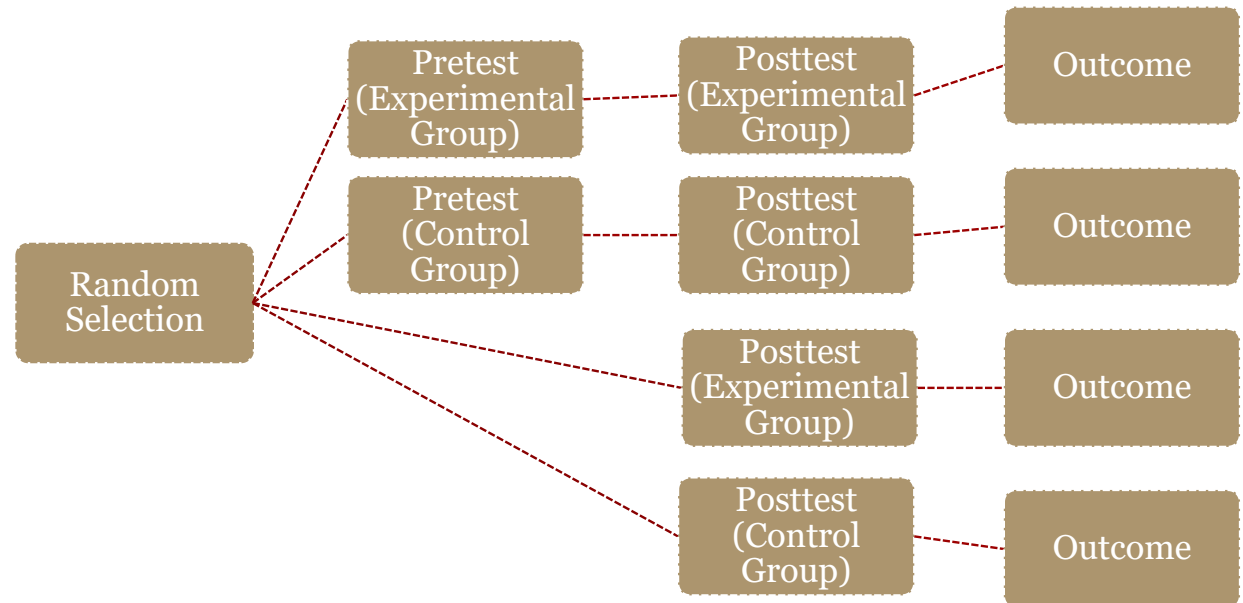 Pretest
(Experimental
Group)
Posttest
(Experimental
Group)
Outcome
Pretest
(Control
Group)
Posttest
(Control
Group)
Outcome
Random
Selection
Posttest
(Experimental
Group)
Outcome
Posttest
(Control
Group)
Outcome